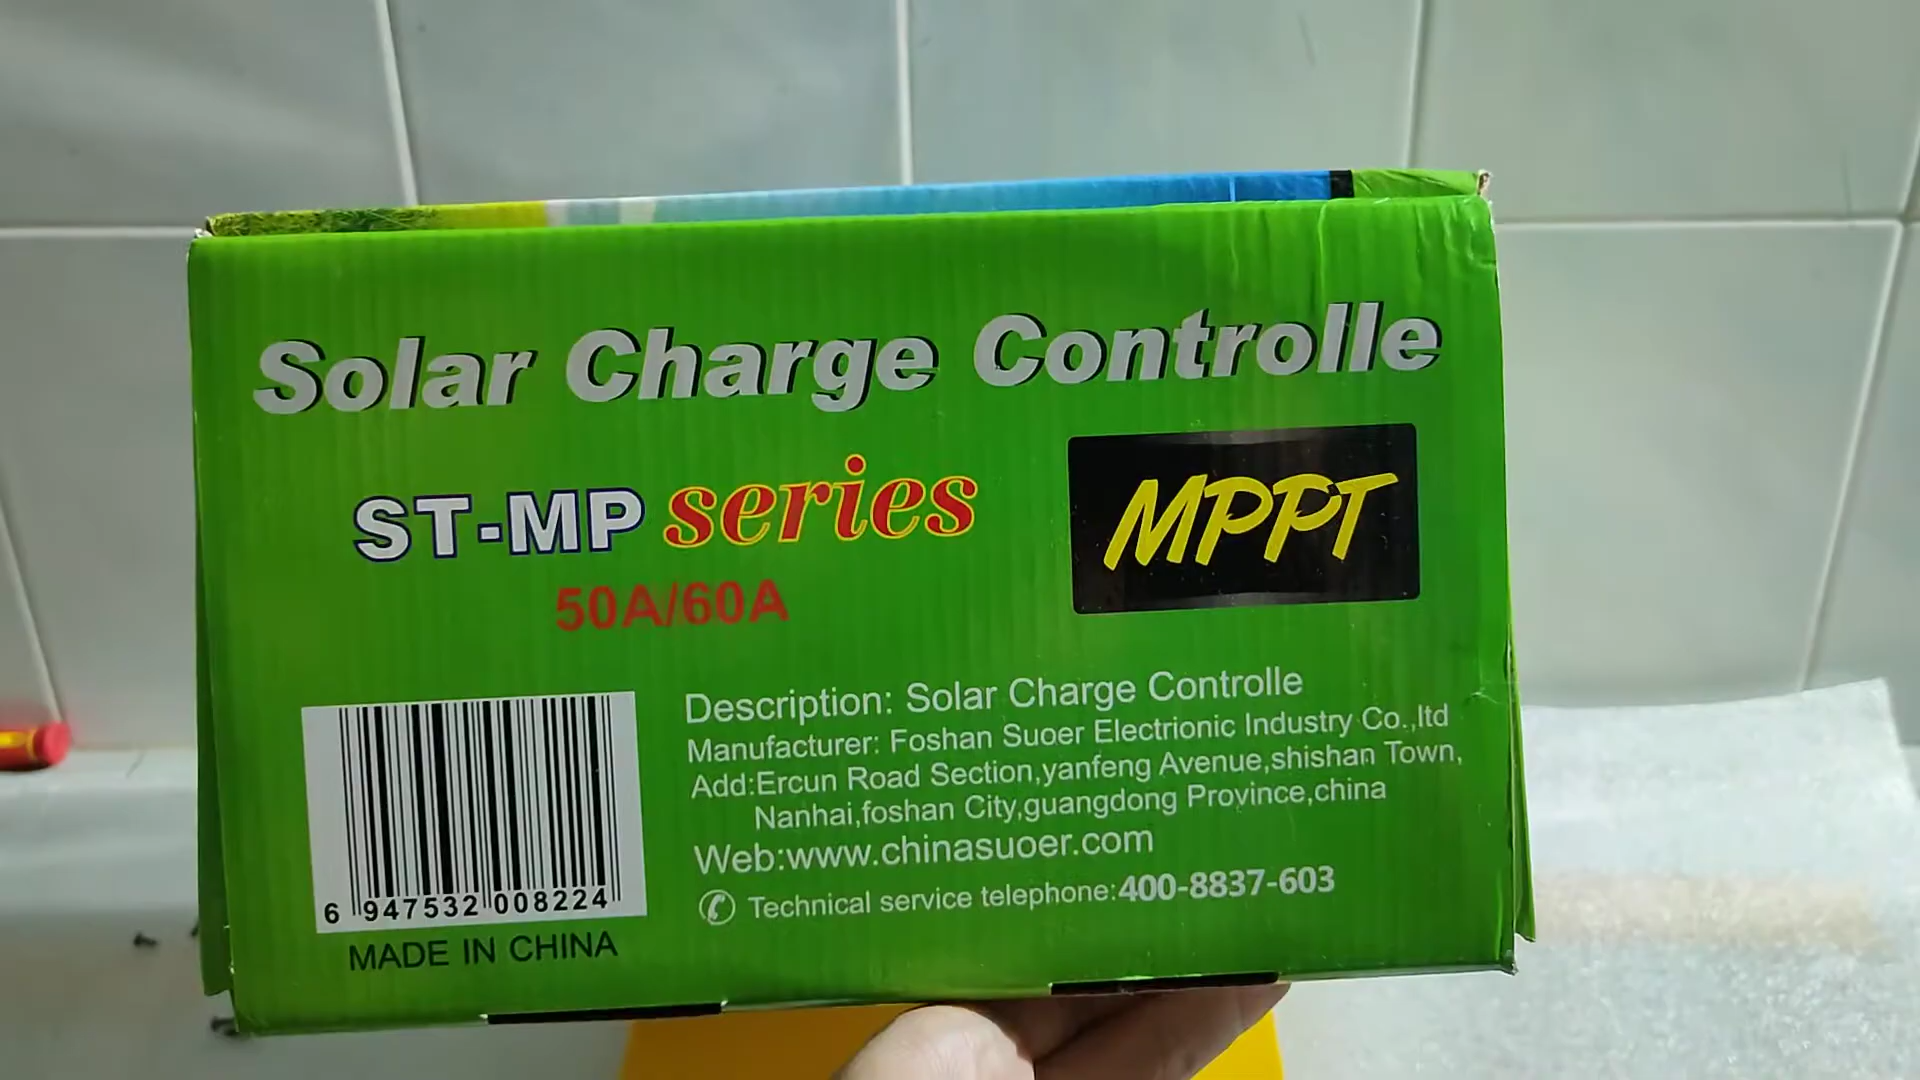 Solar Charge Controlle
ST-MP series
MPPT
50A/60A
Description: Solar Charge Controlle
Manufacturer: Foshan Suoer Electrionic Industry Co.,ltd
Add:Ercun Road Section,yanfeng Avenue,shishan Town,
Nanhai,foshan City,guangdong Province,china
Web:www.chinasuoer.com
Technical service telephone:400-8837-603
6 947532 008224
MADE IN CHINA